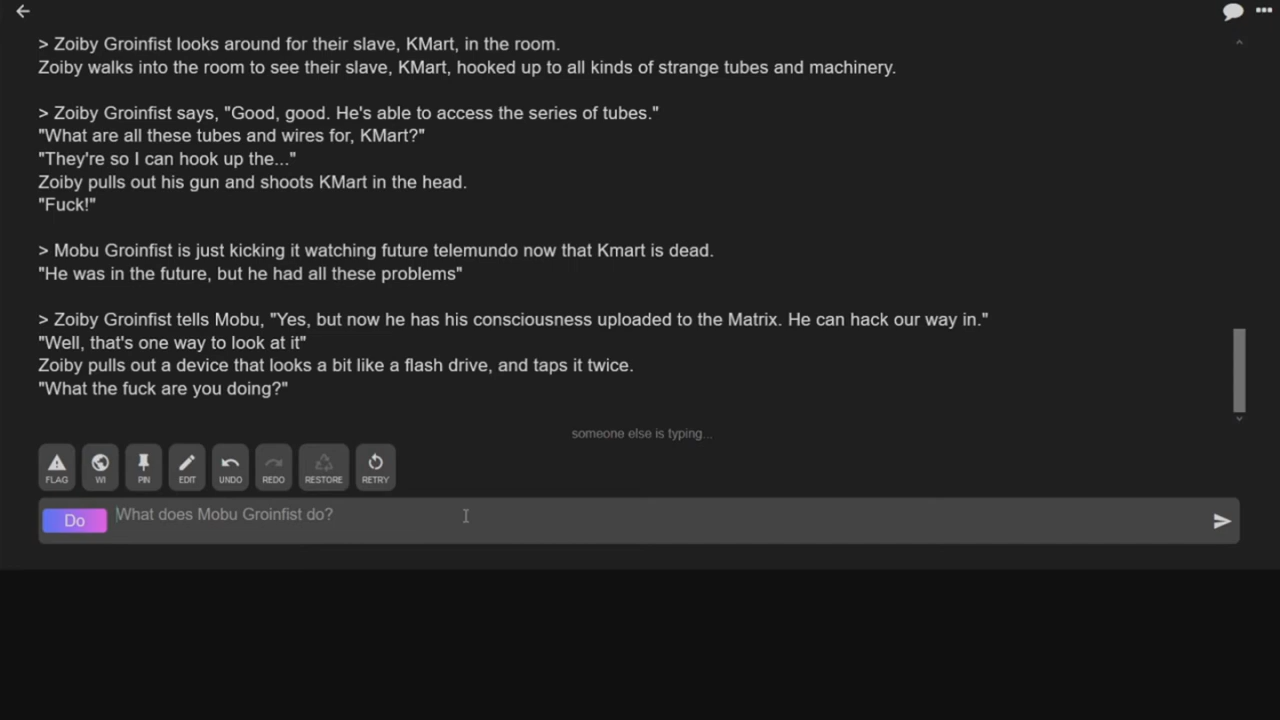 > Zoiby Groinfist looks around for their slave, KMart, in the room.
Zoiby walks into the room to see their slave, KMart, hooked up to all kinds of strange tubes and machinery.
> Zoiby Groinfist says, "Good, good. He's able to access the series of tubes."
"What are all these tubes and wires for, KMart?"
"They're so I can hook up the..."
Zoiby pulls out his gun and shoots KMart in the head.
"Fuck!"
> Mobu Groinfist is just kicking it watching future telemundo now that Kmart is dead.
"He was in the future, but he had all these problems"
> Zoiby Groinfist tells Mobu, "Yes, but now he has his consciousness uploaded to the Matrix. He can hack our way in."
"Well, that's one way to look at it"
Zoiby pulls out a device that looks a bit like a flash drive, and taps it twice.
"What the fuck are you doing?"
someone else is typing...
FLAG WI PIN EDIT UNDO REDO RESTORE RETRY
Do What does Mobu Groinfist do?